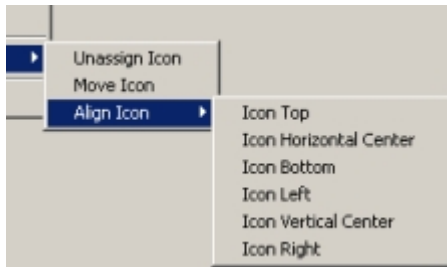 Unassign Icon
Move Icon
Align Icon
Icon Top
Icon Horizontal Center
Icon Bottom
Icon Left
Icon Vertical Center
Icon Right